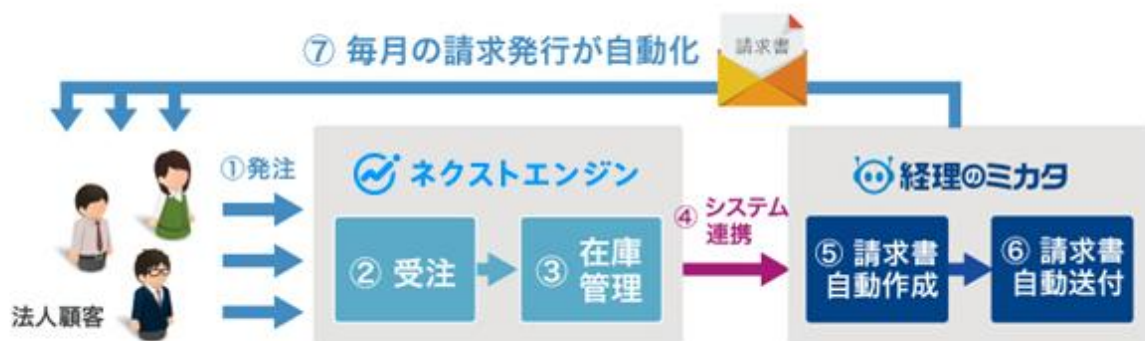 ⑦ 毎月の請求発行が自動化
請求書
①発注
ネクストエンジン
経理のミカタ
④ システム
連携
② 受注
③ 在庫
管理
⑤ 請求書
自動作成
⑥ 請求書
自動送付
法人顧客